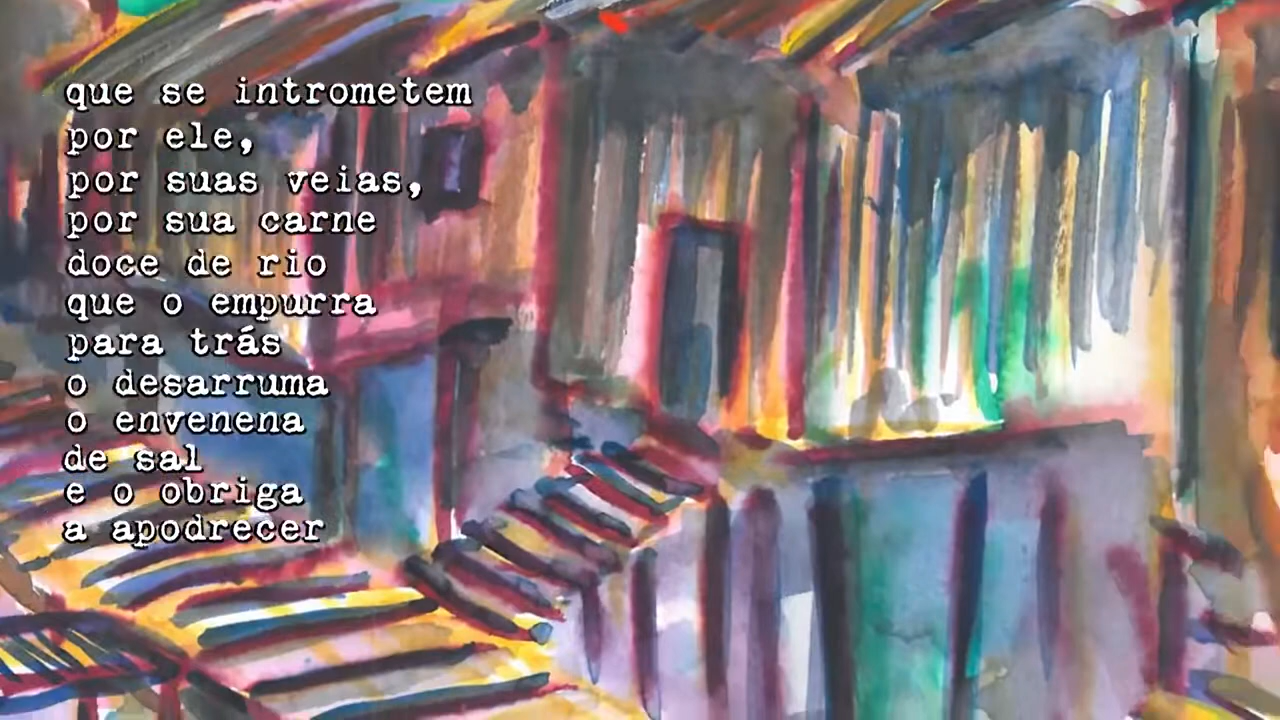 que se intrometem
por ele,
por suas veias,
por sua carne
doce de rio
que o empurra
para trás
o desarruma
o envenena
de sal
e o obriga
a apodrecer